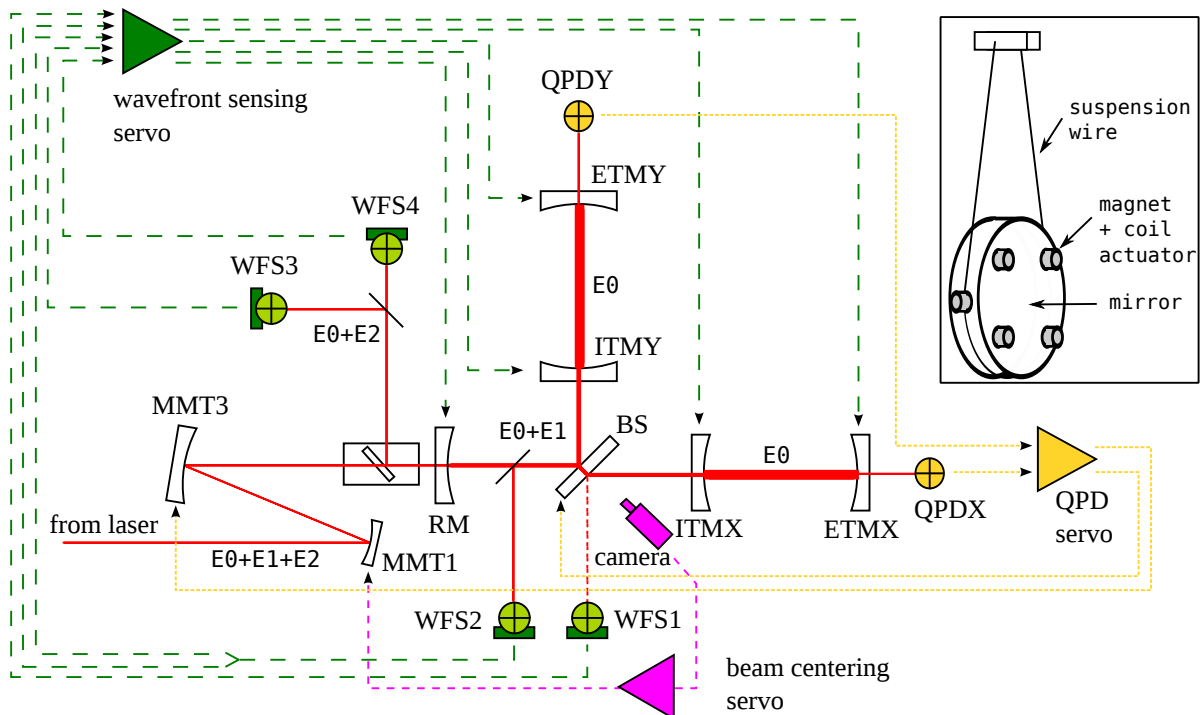 wavefront sensing
servo
QPDY
ETMY
suspension
wire
magnet
+ coil
actuator
mirror
WFS4
WFS3
E0
E0+E2
ITMY
MMT3
E0+E1
BS
E0
RM
ITMX
ETMX
QPDX
QPD
servo
from laser
E0+E1+E2
MMT1
camera
WFS2
WFS1
beam centering
servo